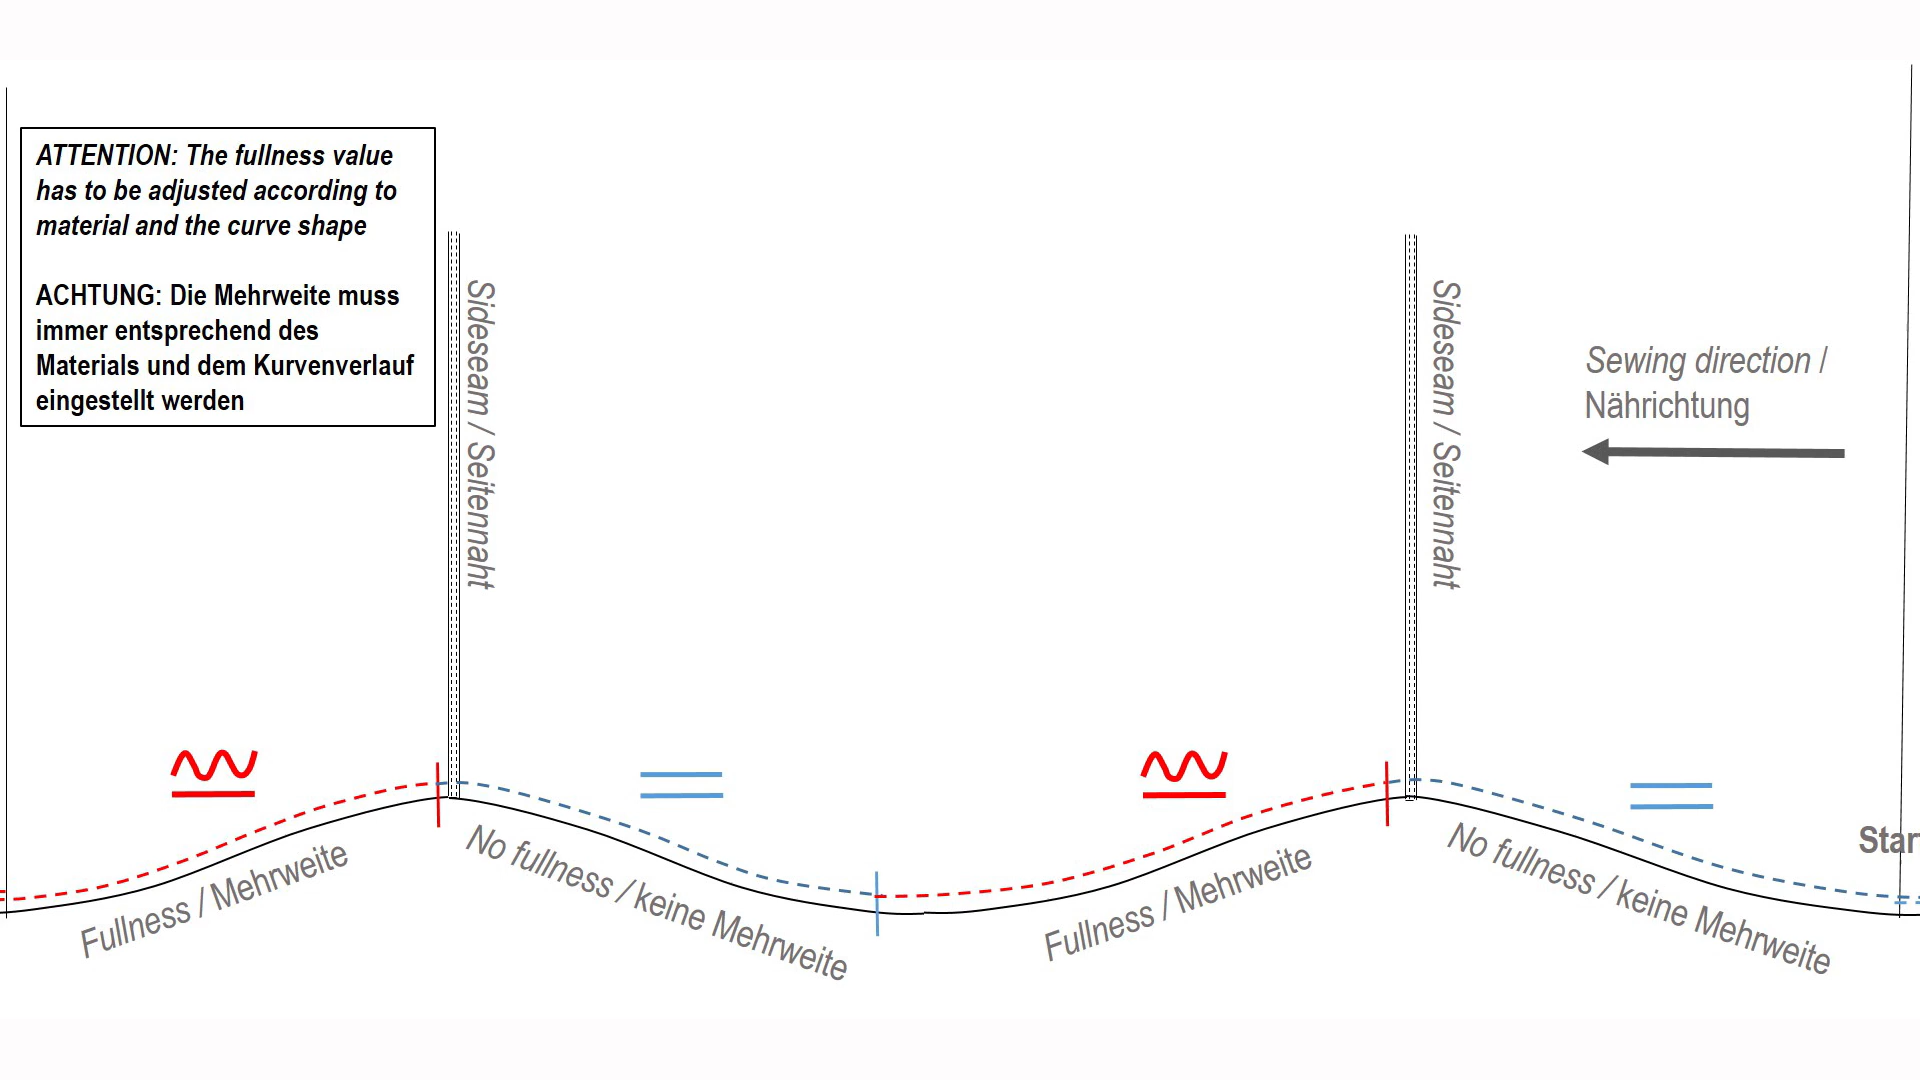 ATTENTION: The fullness value
has to be adjusted according to
material and the curve shape
ACHTUNG: Die Mehrweite muss
immer entsprechend des
Materials und dem Kurvenverlauf
eingestellt werden
Sideseam / Seitennaht
Sideseam / Seitennaht
Sewing direction /
Nährichtung
Fullness / Mehrweite
No fullness / keine Mehrweite
Fullness / Mehrweite
No fullness / keine Mehrweite